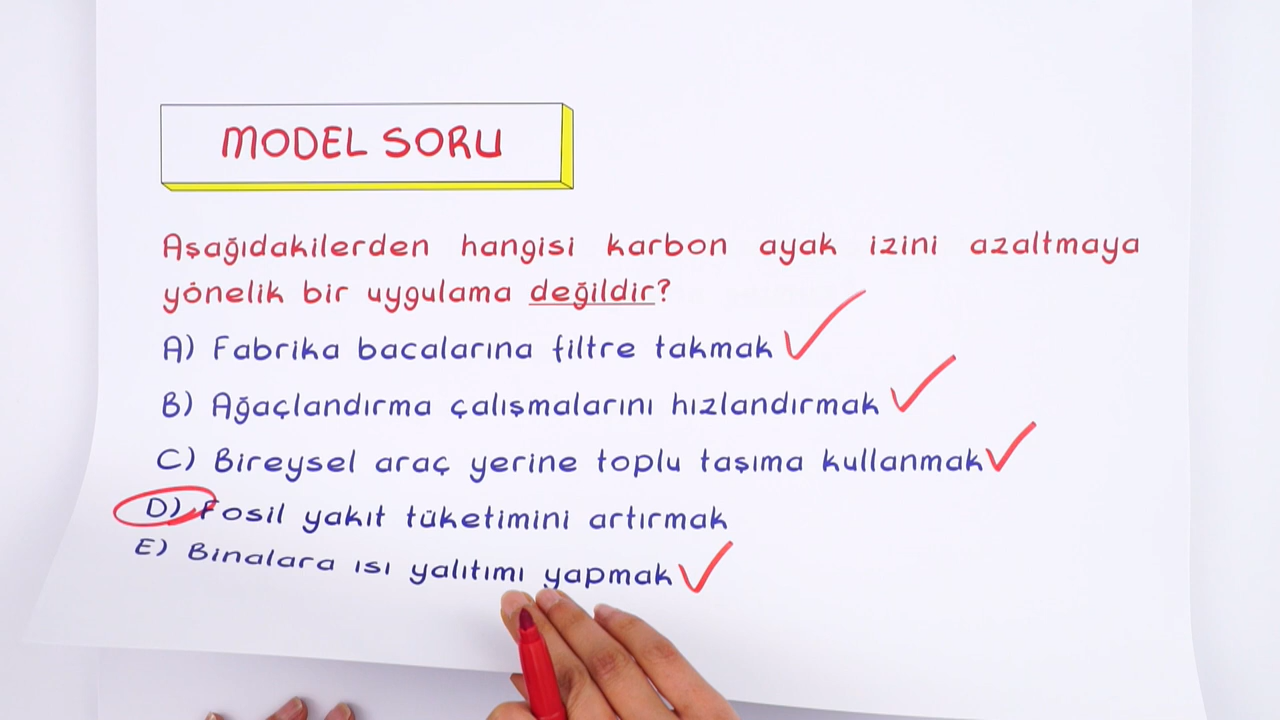 MODEL SORU
Aşağıdakilerden hangisi karbon ayak izini azaltmaya
yönelik bir uygulama değildir?
A) Fabrika bacalarına filtre takmak
B) Ağaçlandırma çalışmalarını hızlandırmak
C) Bireysel araç yerine toplu taşıma kullanmak
D) Fosil yakıt tüketimini artırmak
E) Binalara ısı yalıtımı yapmak